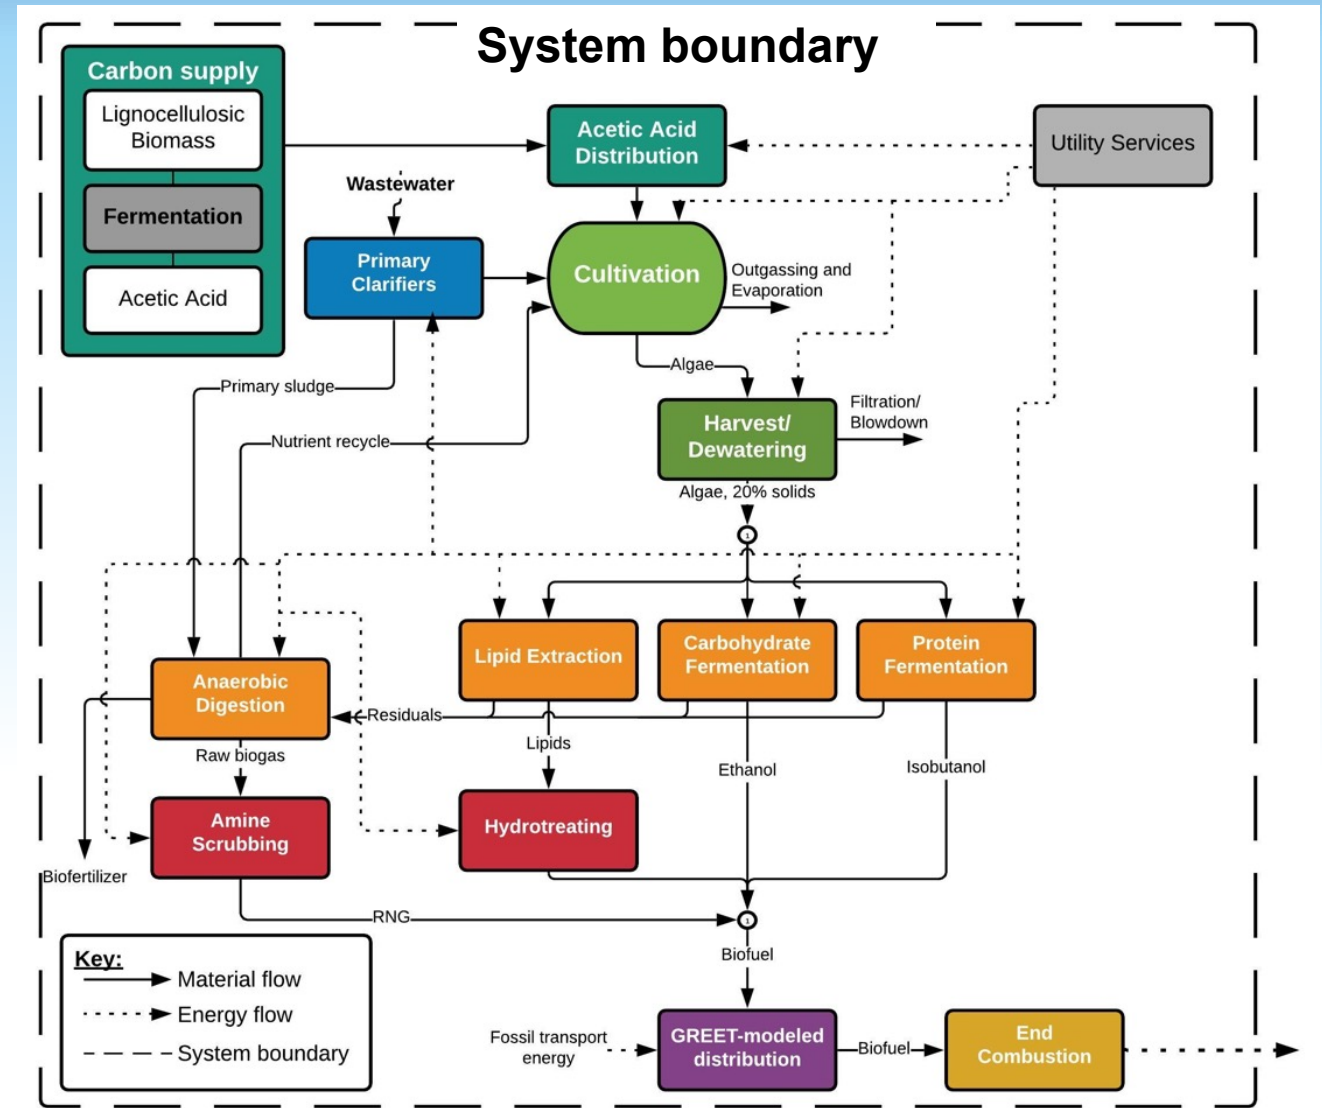 System boundary
Carbon supply
Lignocellulosic
Biomass
Fermentation
Acetic Acid
Acetic Acid
Distribution
Utility Services
Wastewater
Primary
Clarifiers
Cultivation
Outgassing and
Evaporation
Algae
Primary sludge
Nutrient recycle
Harvest/
Dewatering
Filtration/
Blowdown
Algae, 20% solids
1
Lipid Extraction
Carbohydrate
Fermentation
Protein
Fermentation
Anaerobic
Digestion
Residuals
Raw biogas
Lipids
Ethanol
Isobutanol
Amine
Scrubbing
Hydrotreating
Biofertilizer
RNG
1
Biofuel
Key:
Material flow
Energy flow
System boundary
Fossil transport
energy
GREET-modeled
distribution
Biofuel
End
Combustion